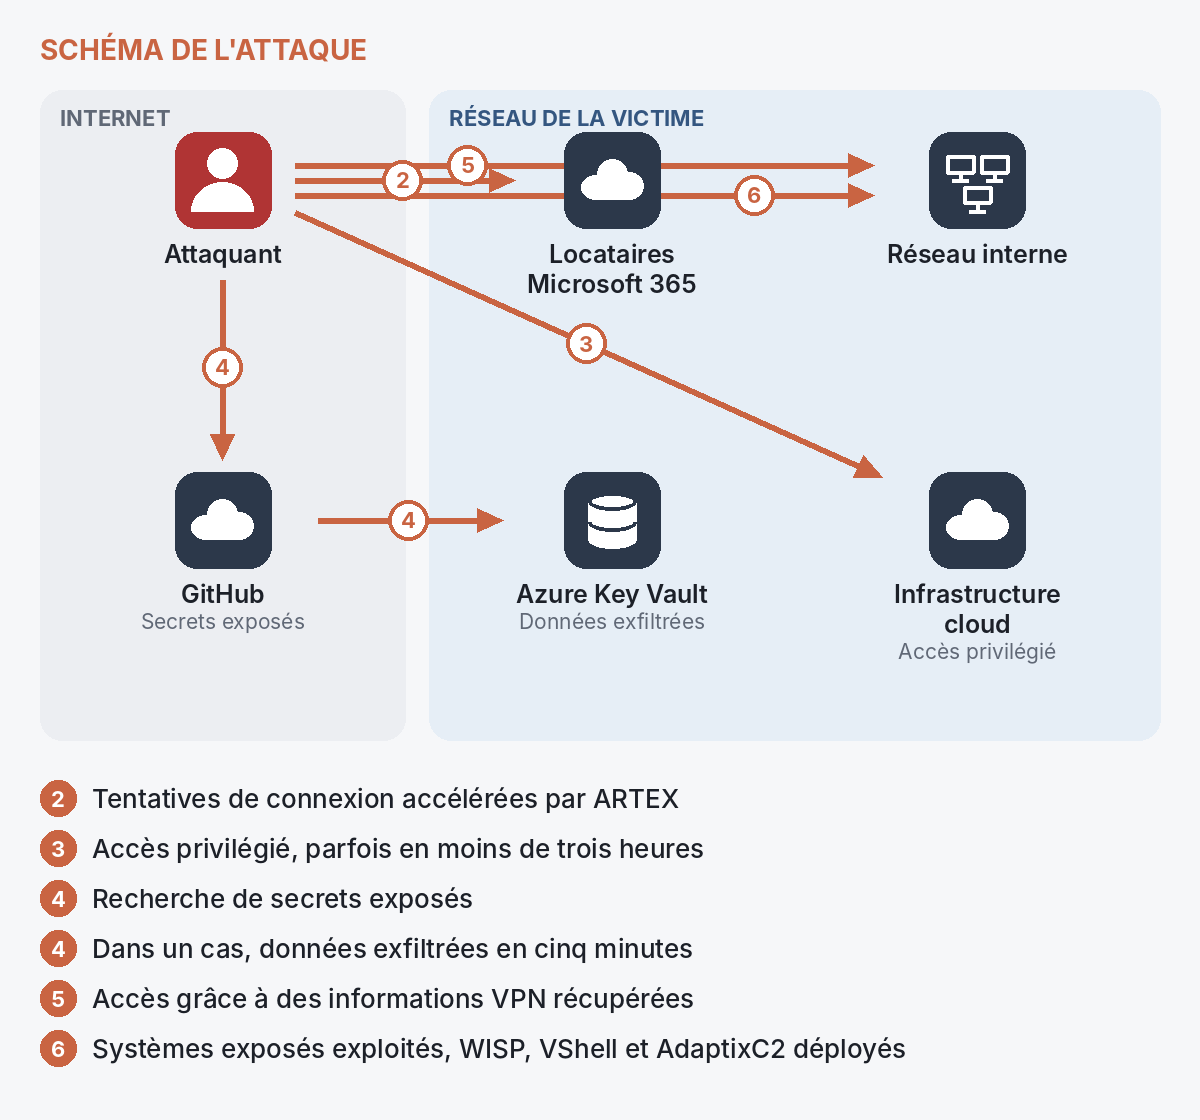 SCHÉMA DE L'ATTAQUE
INTERNET
RÉSEAU DE LA VICTIME
5
2
6
Attaquant
Locataires
Microsoft 365
Réseau interne
3
4
4
GitHub
Secrets exposés
Azure Key Vault
Données exfiltrées
Infrastructure
cloud
Accès privilégié
2 Tentatives de connexion accélérées par ARTEX
3 Accès privilégié, parfois en moins de trois heures
4 Recherche de secrets exposés
4 Dans un cas, données exfiltrées en cinq minutes
5 Accès grâce à des informations VPN récupérées
6 Systèmes exposés exploités, WISP, VShell et AdaptixC2 déployés